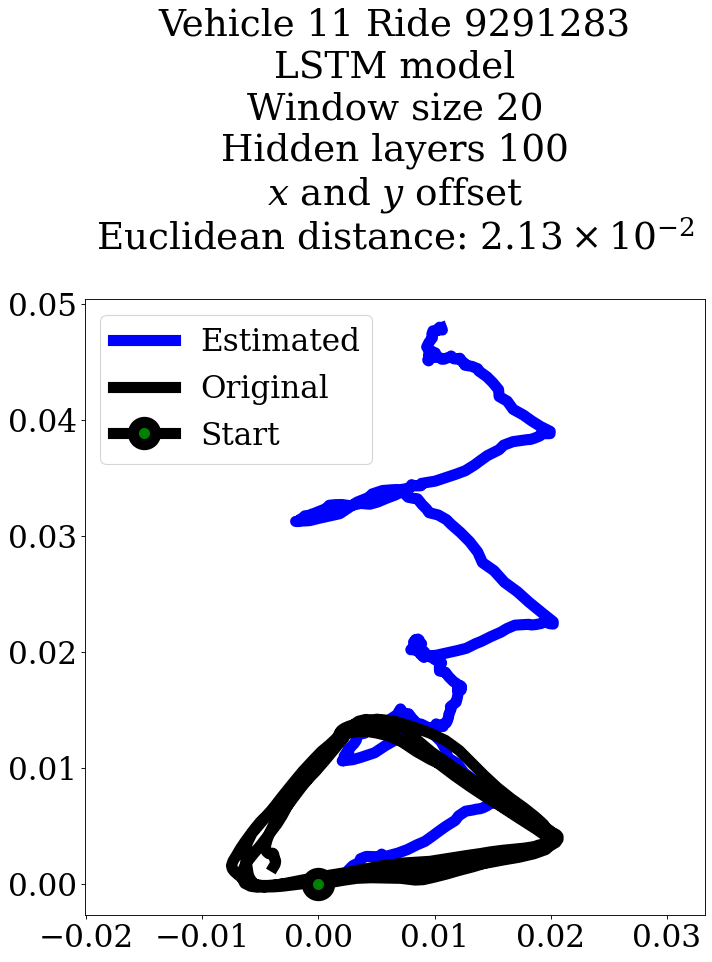 Vehicle 11 Ride 9291283
LSTM model
Window size 20
Hidden layers 100
x and y offset
Euclidean distance: 2.13 × 10⁻²
0.05
Estimated
Original
0.04
Start
0.03
0.02
0.01
0.00
−0.02 −0.01 0.00 0.01 0.02 0.03